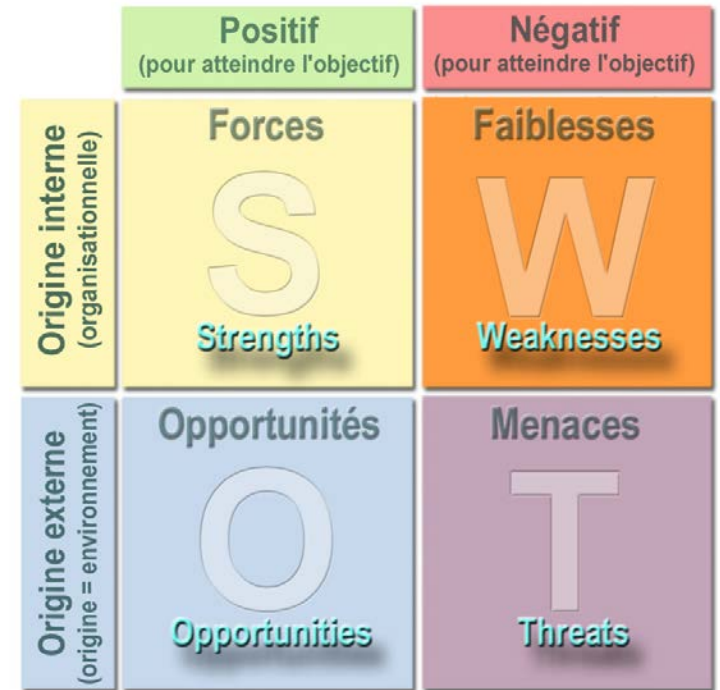 Positif
(pour atteindre l'objectif)
Négatif
(pour atteindre l'objectif)
Origine interne
(organisationnelle)
Forces
S
Strengths
Faiblesses
W
Weaknesses
Origine externe
(origine = environnement)
Opportunités
O
Opportunities
Menaces
T
Threats